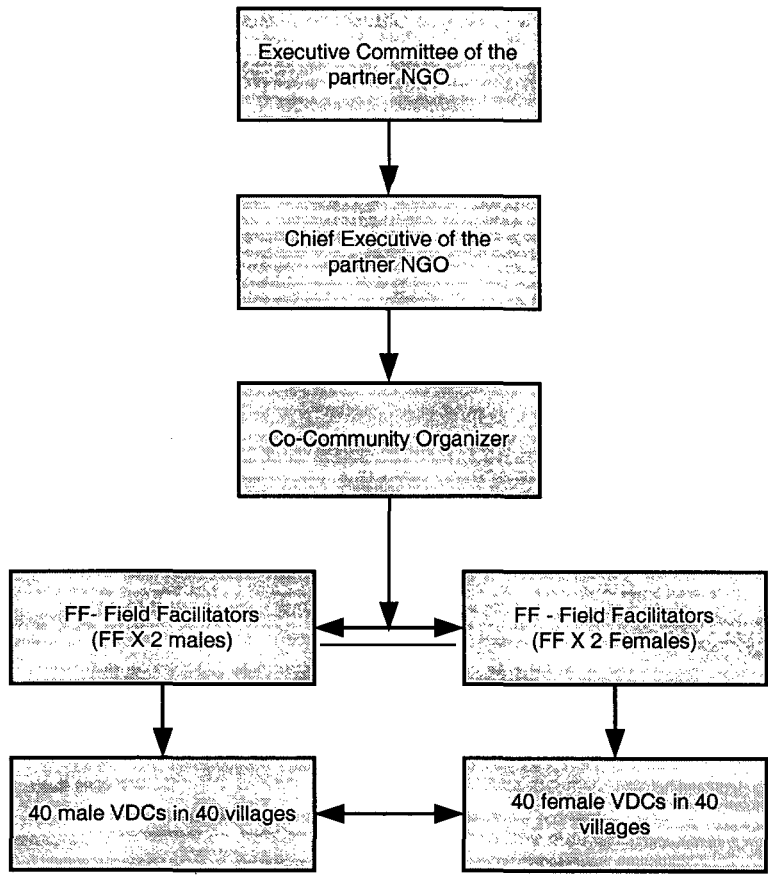 Executive Committee of the
partner NGO
Chief Executive of the
partner NGO
Co-Community Organizer
FF- Field Facilitators
(FF X 2 males)
FF - Field Facilitators
(FF X 2 Females)
40 male VDCs in 40 villages
40 female VDCs in 40
villages